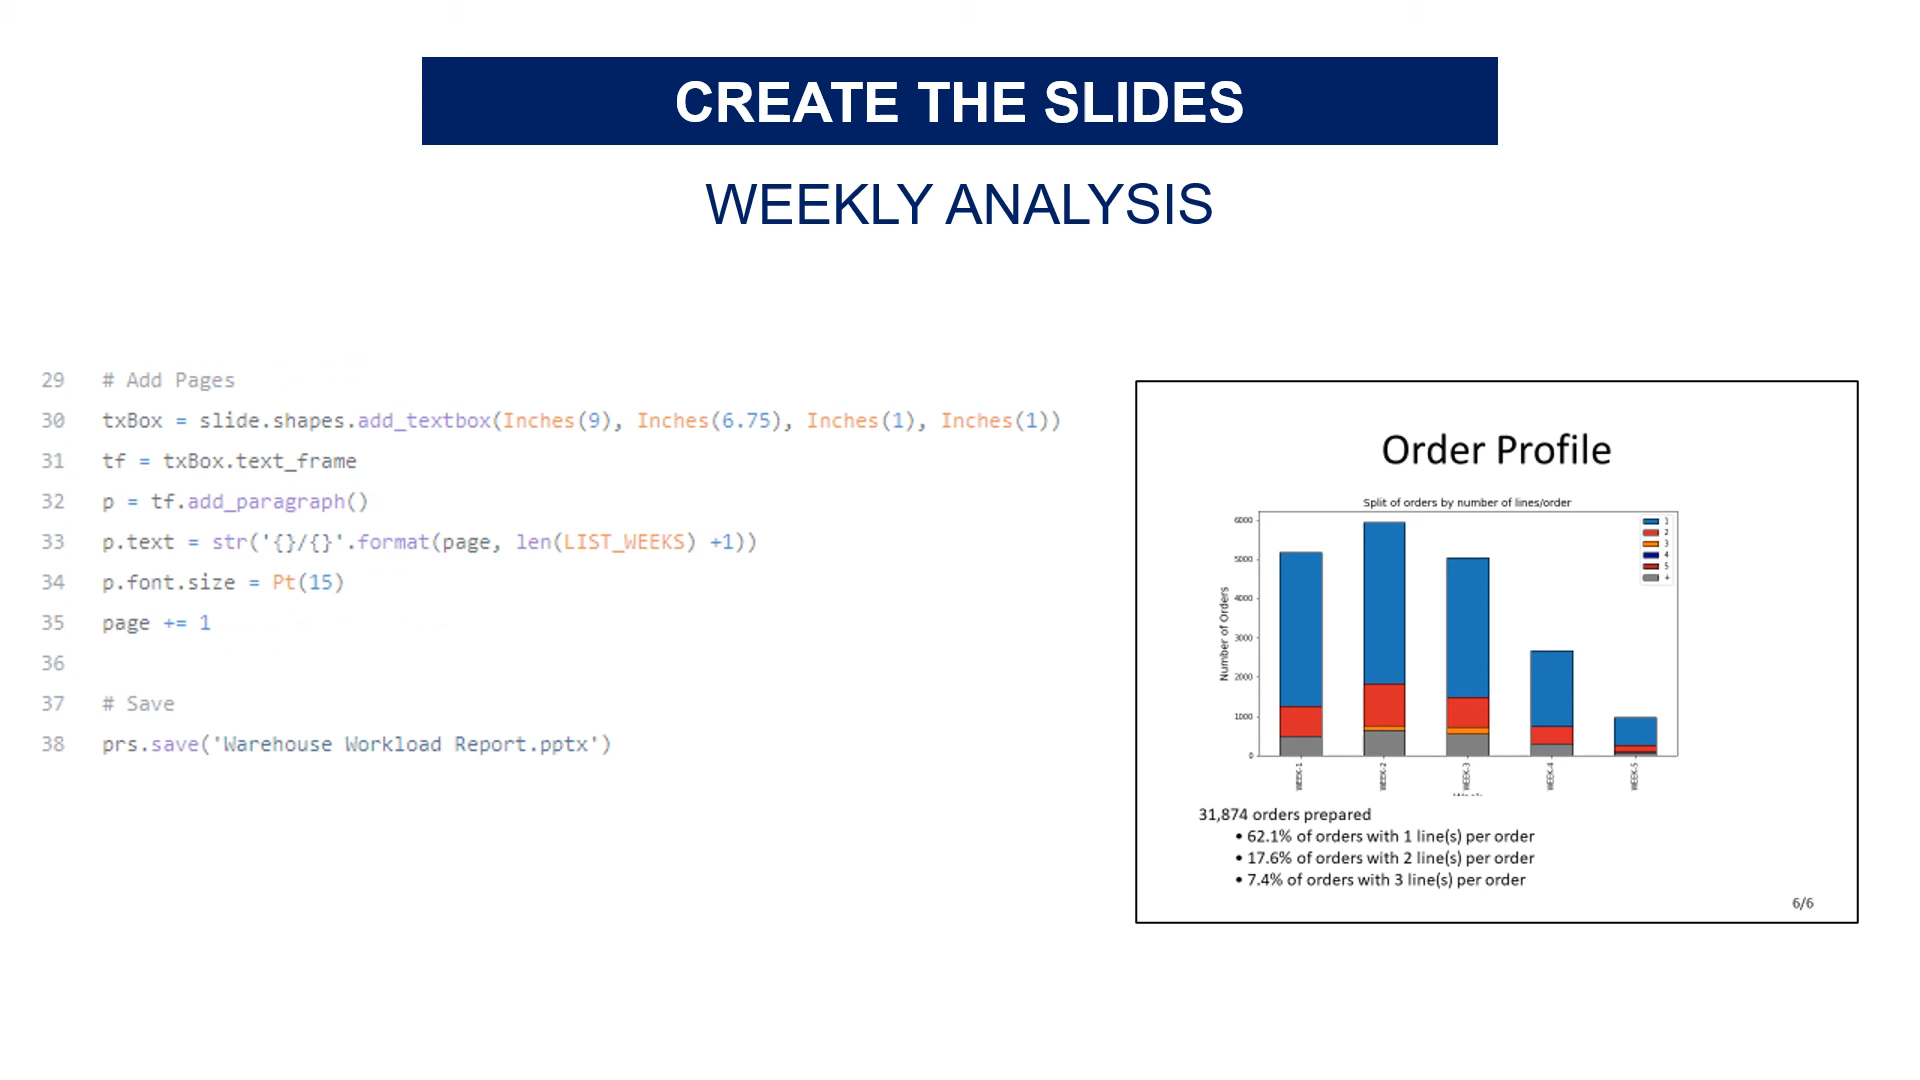 CREATE THE SLIDES
WEEKLY ANALYSIS
29 # Add Pages
30 txBox = slide.shapes.add_textbox(Inches(9), Inches(6.75), Inches(1), Inches(1))
31 tf = txBox.text_frame
32 p = tf.add_paragraph()
33 p.text = str('{}/{}'.format(page, len(LIST_WEEKS) +1))
34 p.font.size = Pt(15)
35 page += 1
36
37 # Save
38 prs.save('Warehouse Workload Report.pptx')
Order Profile
Split of orders by number of lines/order
6000
5000
4000
3000
2000
1000
0
Number of Orders
1
2
3
4
5
+
WEEK-1
WEEK-2
WEEK-3
WEEK-4
WEEK-5
31,874 orders prepared
• 62.1% of orders with 1 line(s) per order
• 17.6% of orders with 2 line(s) per order
• 7.4% of orders with 3 line(s) per order
6/6